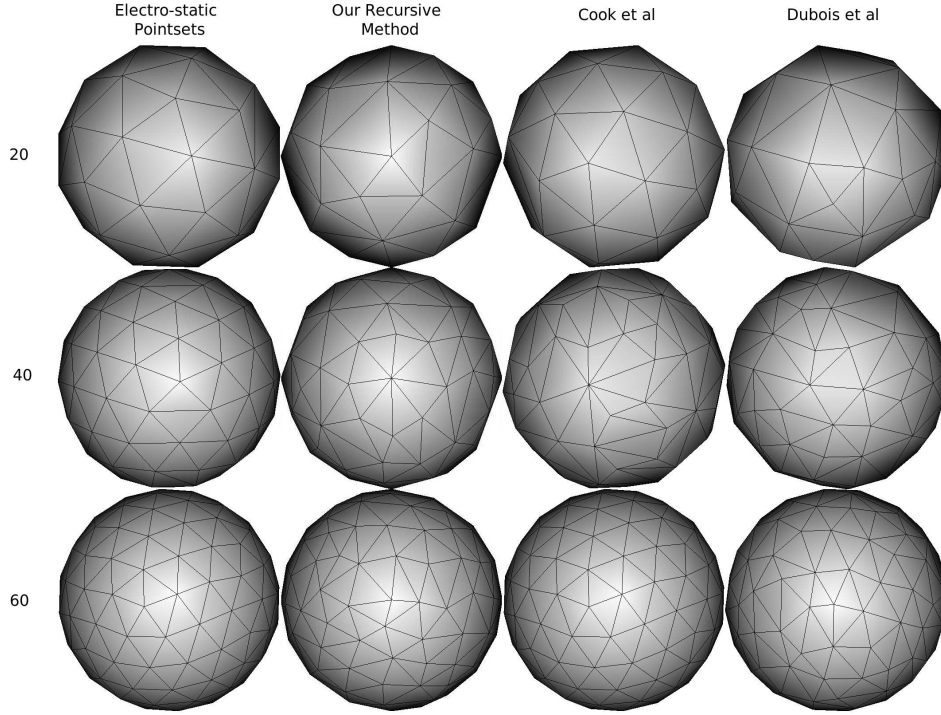 Electro-static
Pointsets
Our Recursive
Method
Cook et al
Dubois et al
20
40
60